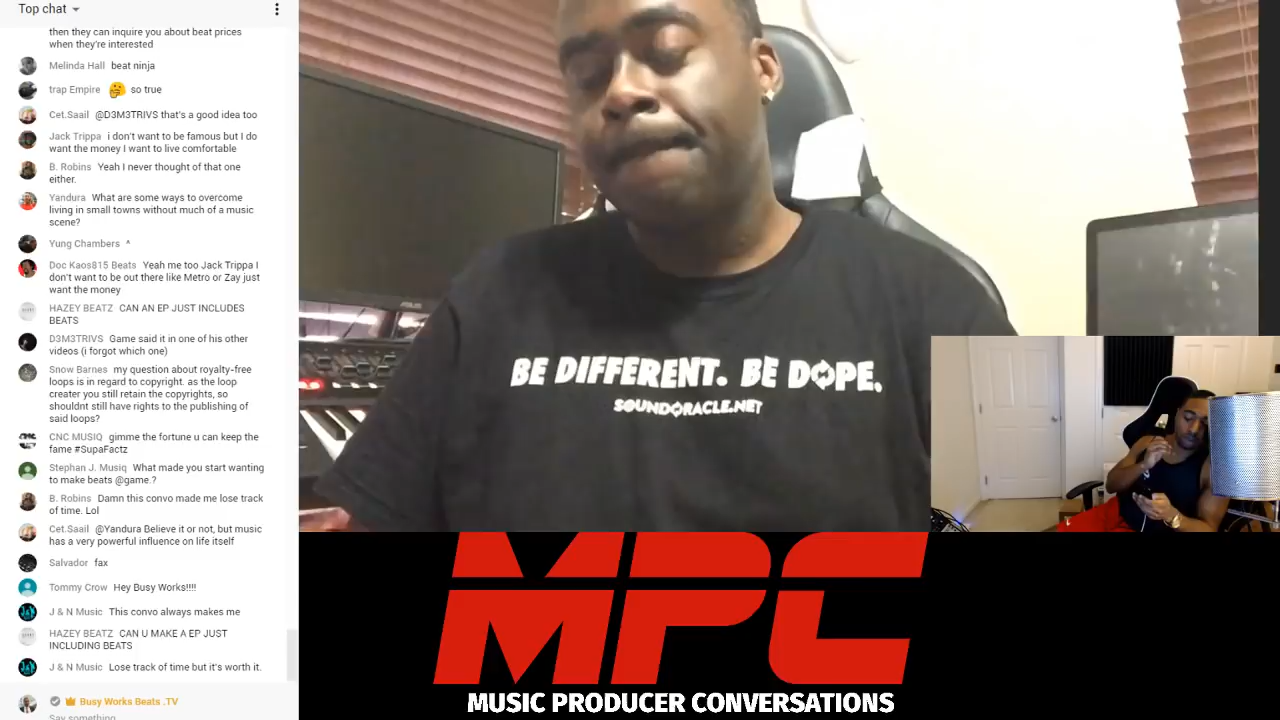 Top chat
then they can inquire you about beat prices
when they're interested
Melinda Hall beat ninja
trap Empire 🤔 so true
Cet.Saail @D3M3TRIVS that's a good idea too
Jack Trippa i don't want to be famous but I do
want the money I want to live comfortable
B. Robins Yeah I never thought of that one
either.
Yandura What are some ways to overcome
living in small towns without much of a music
scene?
Yung Chambers ^
Doc Kaos815 Beats Yeah me too Jack Trippa I
don't want to be out there like Metro or Zay just
want the money
HAZEY BEATZ CAN AN EP JUST INCLUDES
BEATS
D3M3TRIVS Game said it in one of his other
videos (i forgot which one)
Snow Barnes my question about royalty-free
loops is in regard to copyright. as the loop
creater you still retain the copyrights, so
shouldnt still have rights to the publishing of
said loops?
CNC MUSIQ gimme the fortune u can keep the
fame #SupaFactz
Stephan J. Musiq What made you start wanting
to make beats @game.?
B. Robins Damn this convo made me lose track
of time. Lol
Cet.Saail @Yandura Believe it or not, but music
has a very powerful influence on life itself
Salvador fax
Tommy Crow Hey Busy Works!!!!
J & N Music This convo always makes me
HAZEY BEATZ CAN U MAKE A EP JUST
INCLUDING BEATS
J & N Music Lose track of time but it's worth it.
Busy Works Beats .TV
Say something
BE DIFFERENT. BE DOPE.
SOUNDORACLE.NET
MPC
MUSIC PRODUCER CONVERSATIONS